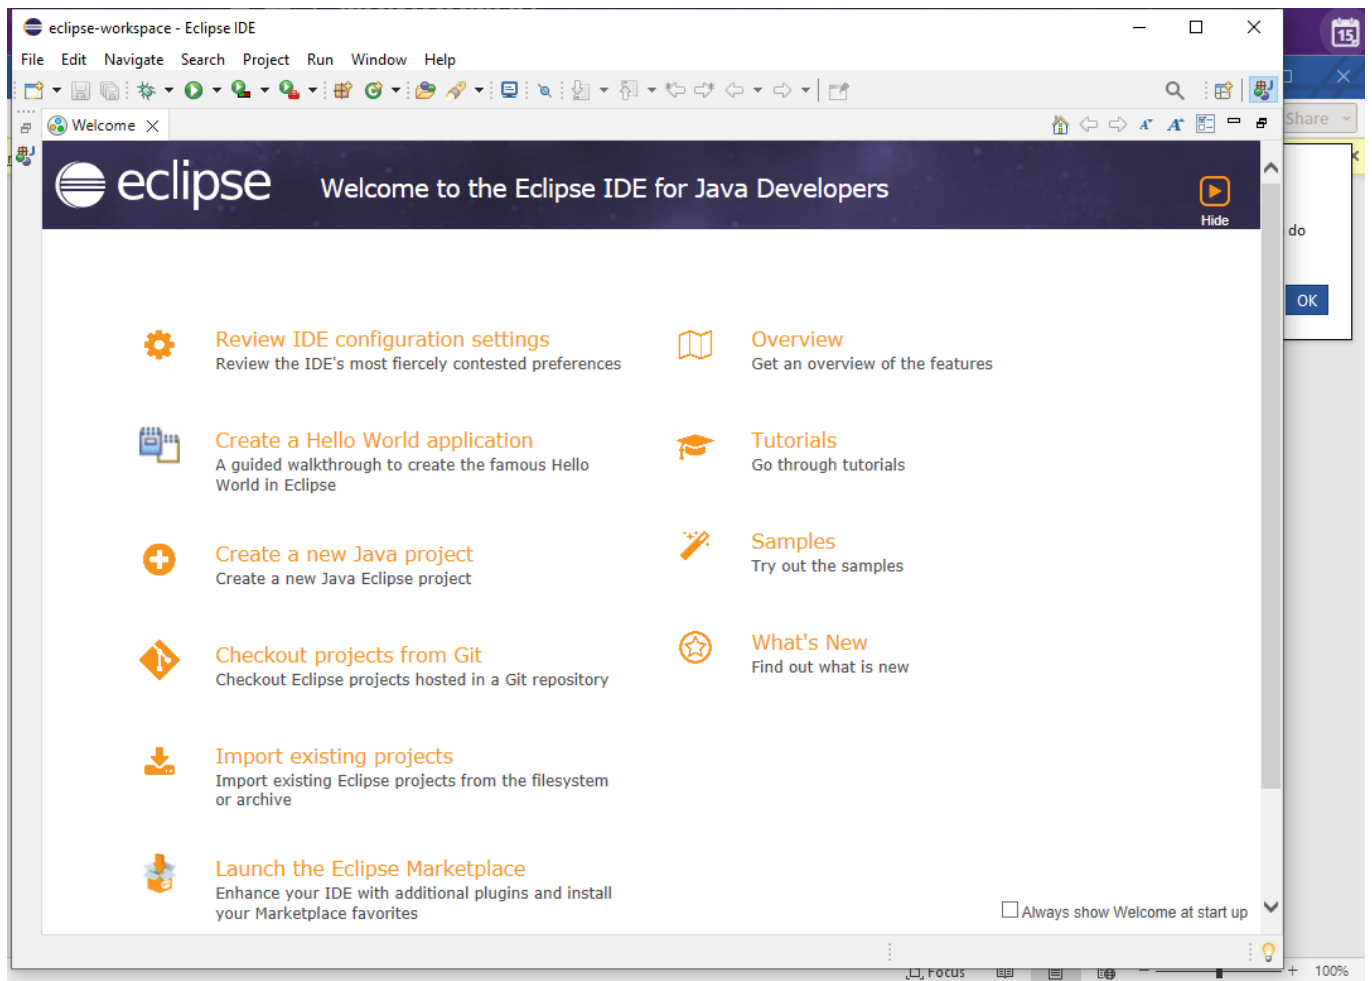 eclipse-workspace - Eclipse IDE
15
File Edit Navigate Search Project Run Window Help
Share
Welcome
eclipse Welcome to the Eclipse IDE for Java Developers
Hide
do
OK
Review IDE configuration settings
Review the IDE's most fiercely contested preferences
Overview
Get an overview of the features
Create a Hello World application
A guided walkthrough to create the famous Hello
World in Eclipse
Tutorials
Go through tutorials
Create a new Java project
Create a new Java Eclipse project
Samples
Try out the samples
Checkout projects from Git
Checkout Eclipse projects hosted in a Git repository
What's New
Find out what is new
Import existing projects
Import existing Eclipse projects from the filesystem
or archive
Launch the Eclipse Marketplace
Enhance your IDE with additional plugins and install
your Marketplace favorites
Always show Welcome at start up
Focus
100%